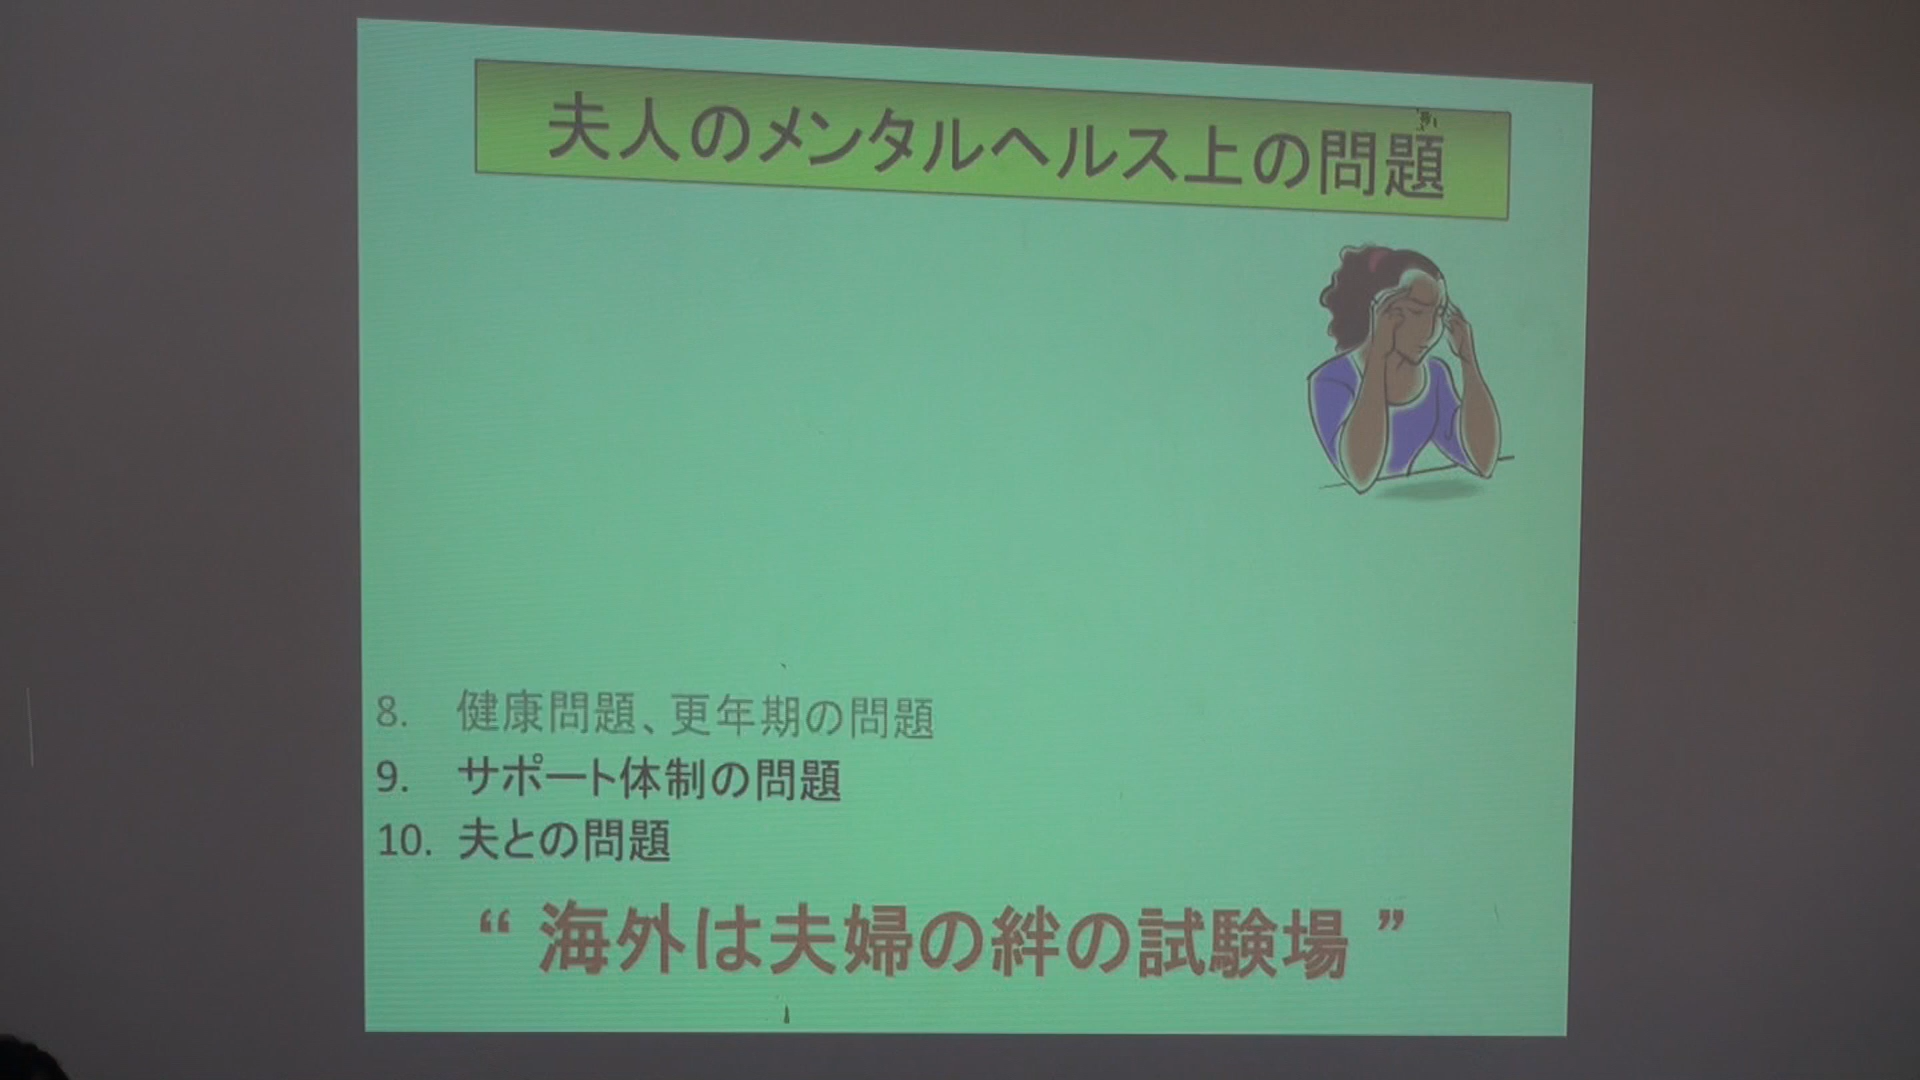 夫人のメンタルヘルス上の問題
8. 健康問題、更年期の問題
9. サポート体制の問題
10. 夫との問題
“ 海外は夫婦の絆の試験場 ”